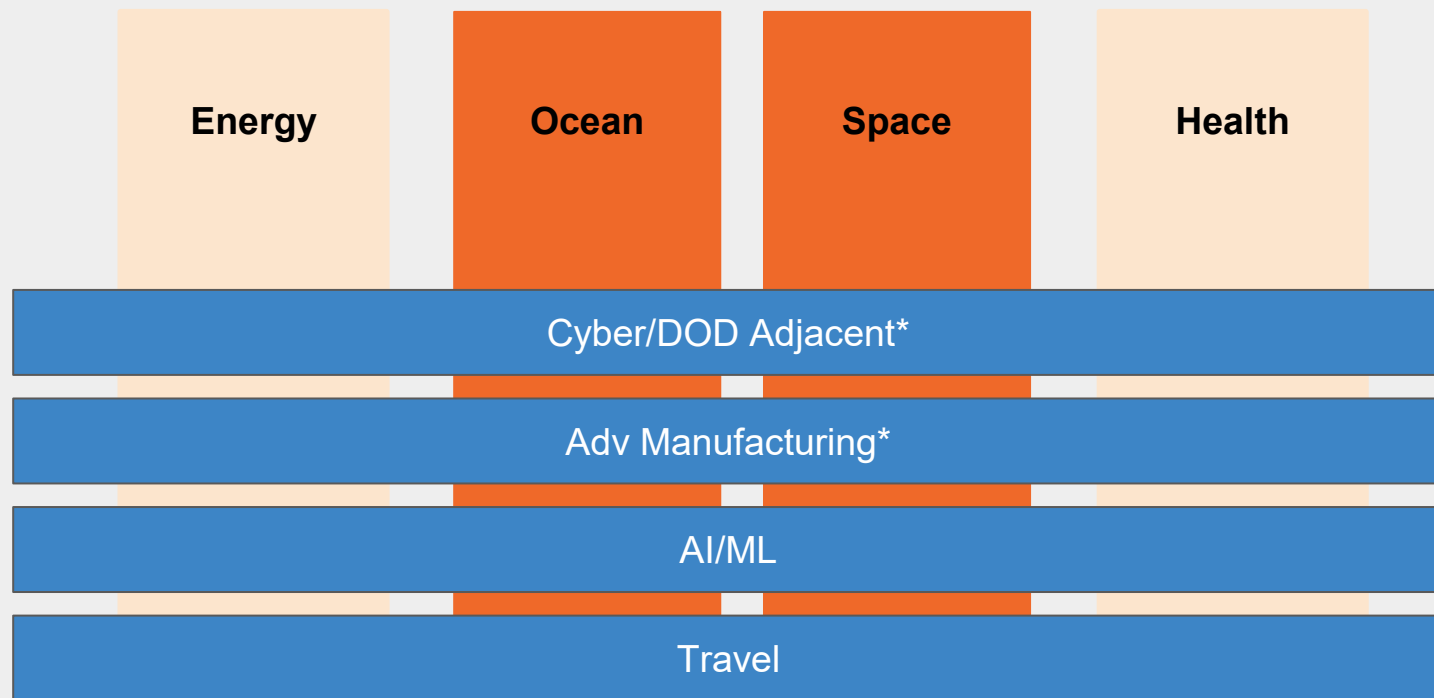 Energy
Ocean
Space
Health
Cyber/DOD Adjacent*
Adv Manufacturing*
AI/ML
Travel